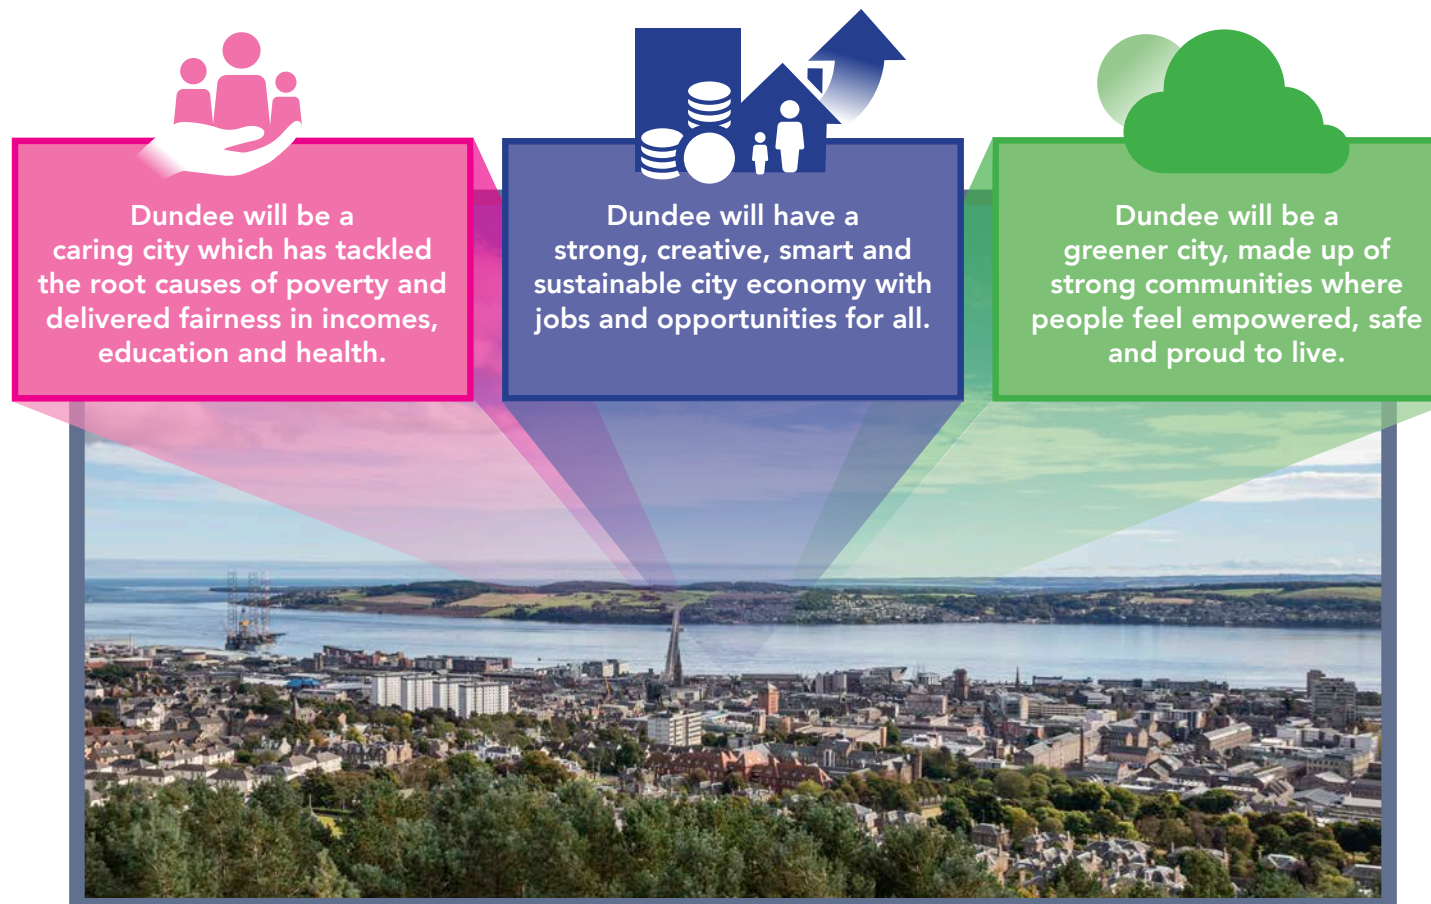 Dundee will be a
caring city which has tackled
the root causes of poverty and
delivered fairness in incomes,
education and health.
Dundee will have a
strong, creative, smart and
sustainable city economy with
jobs and opportunities for all.
Dundee will be a
greener city, made up of
strong communities where
people feel empowered, safe
and proud to live.